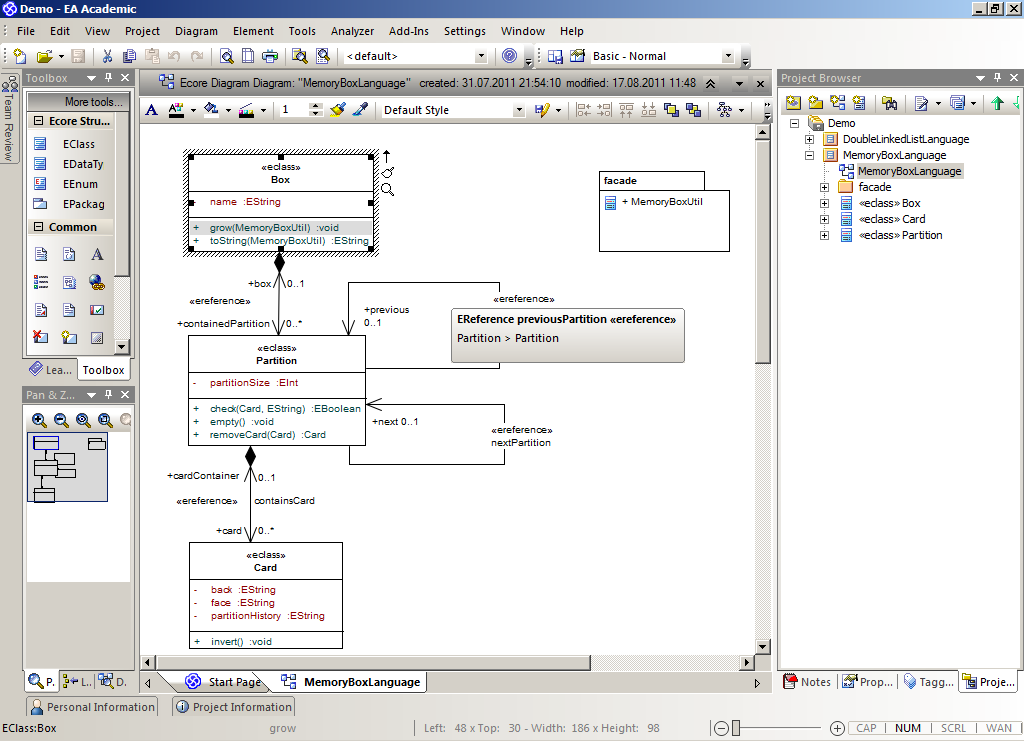 Demo - EA Academic
File Edit View Project Diagram Element Tools Analyzer Add-Ins Settings Window Help
<default>
Basic - Normal
Team Review
Toolbox
More tools...
Ecore Stru...
EClass
EDataTy
EEnum
EPackag
Common
Lea...
Toolbox
Pan & Z...
Ecore Diagram Diagram: "MemoryBoxLanguage" created: 31.07.2011 21:54:10 modified: 17.08.2011 11:48
A
1
Default Style
«eclass»
Box
- name :EString
+ grow(MemoryBoxUtil) :void
+ toString(MemoryBoxUtil) :EString
facade
+ MemoryBoxUtil
+box
0..1
«ereference»
+containedPartition
0..*
+previous
0..1
«ereference»
EReference previousPartition «ereference»
Partition > Partition
«eclass»
Partition
- partitionSize :EInt
+ check(Card, EString) :EBoolean
+ empty() :void
+ removeCard(Card) :Card
+next 0..1
«ereference»
nextPartition
+cardContainer
0..1
«ereference»
containsCard
+card
0..*
«eclass»
Card
- back :EString
- face :EString
- partitionHistory :EString
+ invert() :void
Project Browser
Demo
DoubleLinkedListLanguage
MemoryBoxLanguage
MemoryBoxLanguage
facade
«eclass» Box
«eclass» Card
«eclass» Partition
P.
L..
D.
Start Page
MemoryBoxLanguage
Notes
Prop...
Tagg...
Proje...
Personal Information
Project Information
EClass:Box
grow
Left: 48 x Top: 30 - Width: 186 x Height: 98
CAP
NUM
SCRL
WAN